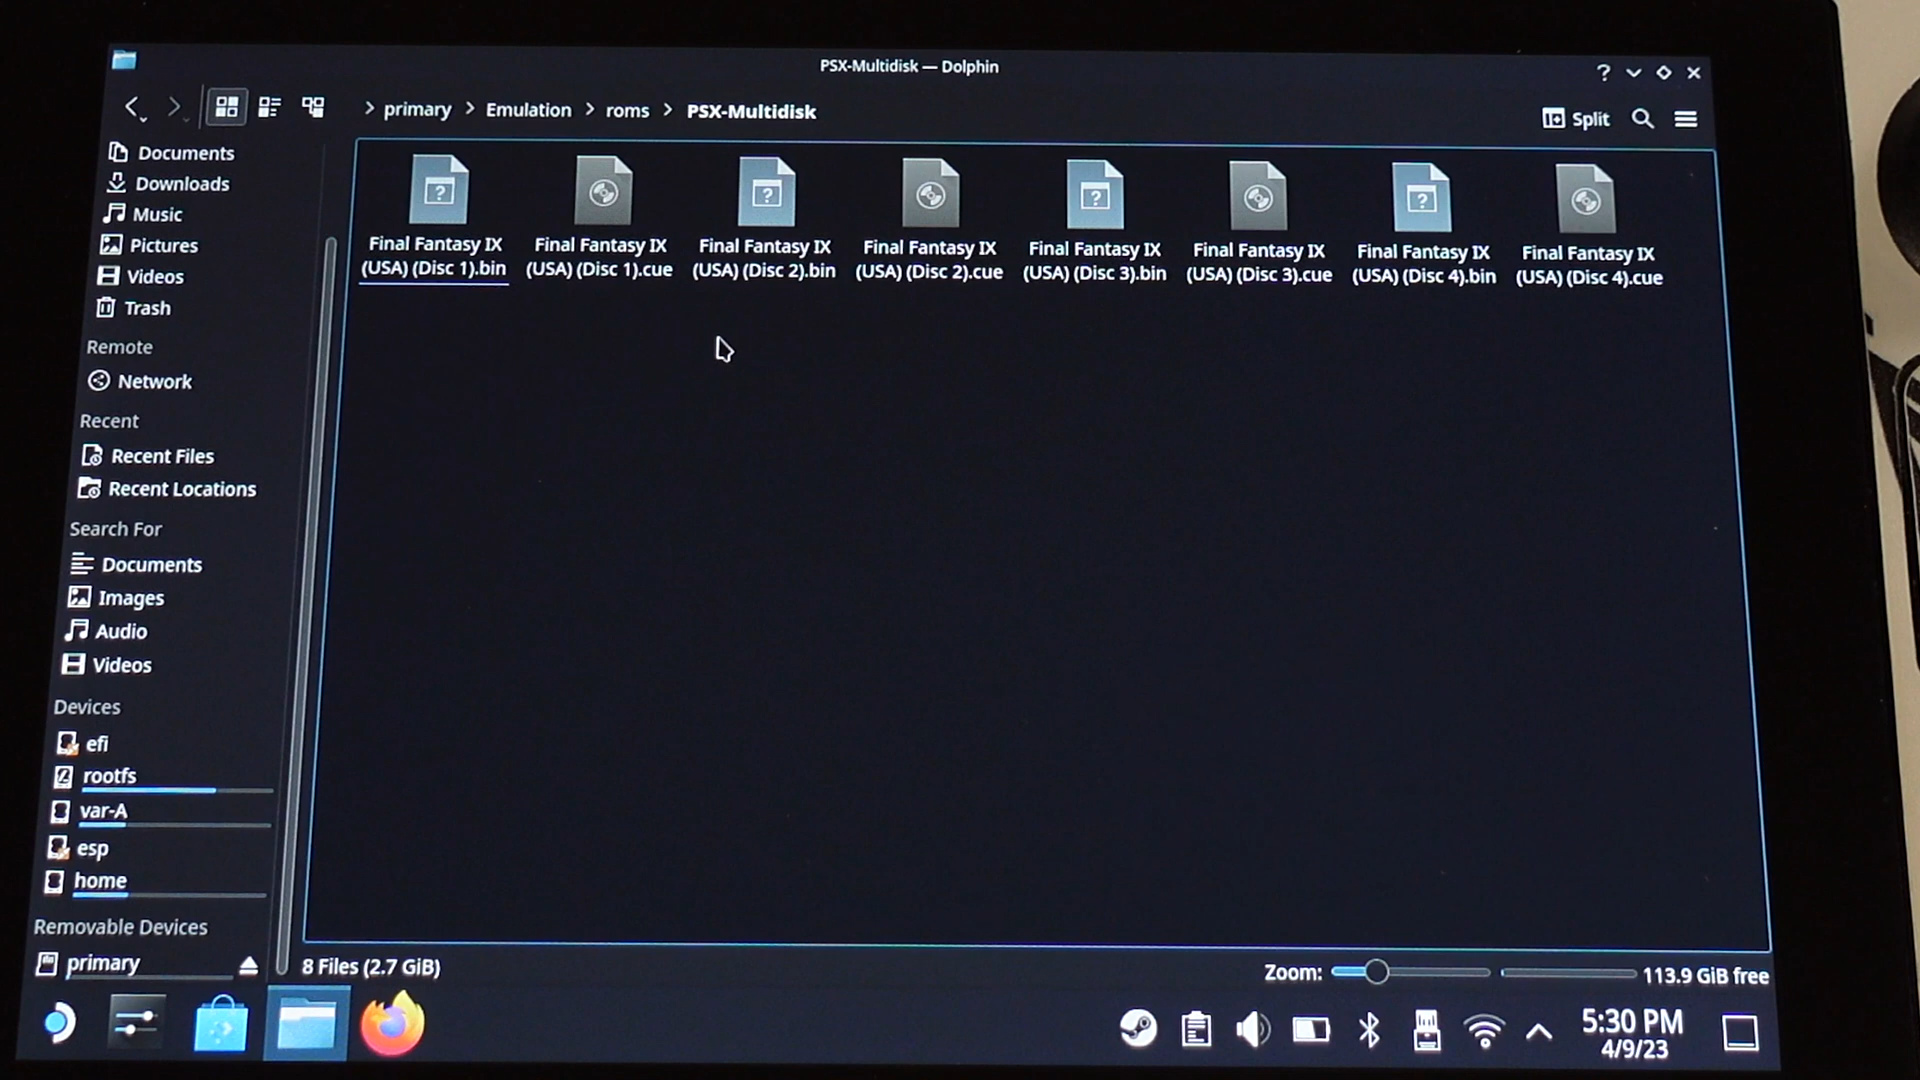 PSX-Multidisk — Dolphin
primary Emulation roms PSX-Multidisk
Split
Documents
Downloads
Music
Pictures
Videos
Trash
Remote
Network
Recent
Recent Files
Recent Locations
Search For
Documents
Images
Audio
Videos
Devices
efi
rootfs
var-A
esp
home
Removable Devices
primary
Final Fantasy IX
(USA) (Disc 1).bin
Final Fantasy IX
(USA) (Disc 1).cue
Final Fantasy IX
(USA) (Disc 2).bin
Final Fantasy IX
(USA) (Disc 2).cue
Final Fantasy IX
(USA) (Disc 3).bin
Final Fantasy IX
(USA) (Disc 3).cue
Final Fantasy IX
(USA) (Disc 4).bin
Final Fantasy IX
(USA) (Disc 4).cue
8 Files (2.7 GiB)
Zoom:
113.9 GiB free
5:30 PM
4/9/23